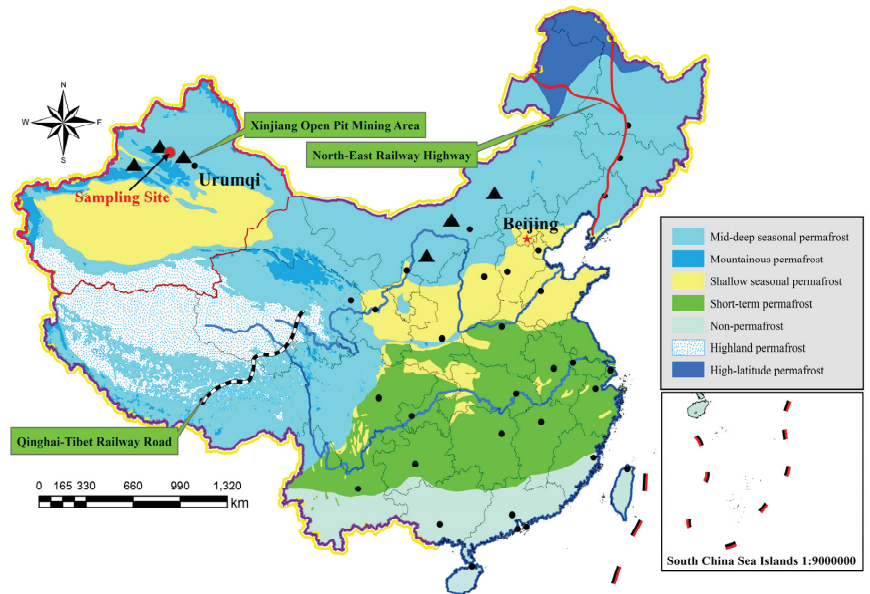 N
W
E
S
Xinjiang Open Pit Mining Area
North-East Railway Highway
Urumqi
Sampling Site
Beijing
Mid-deep seasonal permafrost
Mountainous permafrost
Shallow seasonal permafrost
Short-term permafrost
Non-permafrost
Highland permafrost
High-latitude permafrost
Qinghai-Tibet Railway Road
0 165 330 660 990 1,320
km
South China Sea Islands 1:9000000